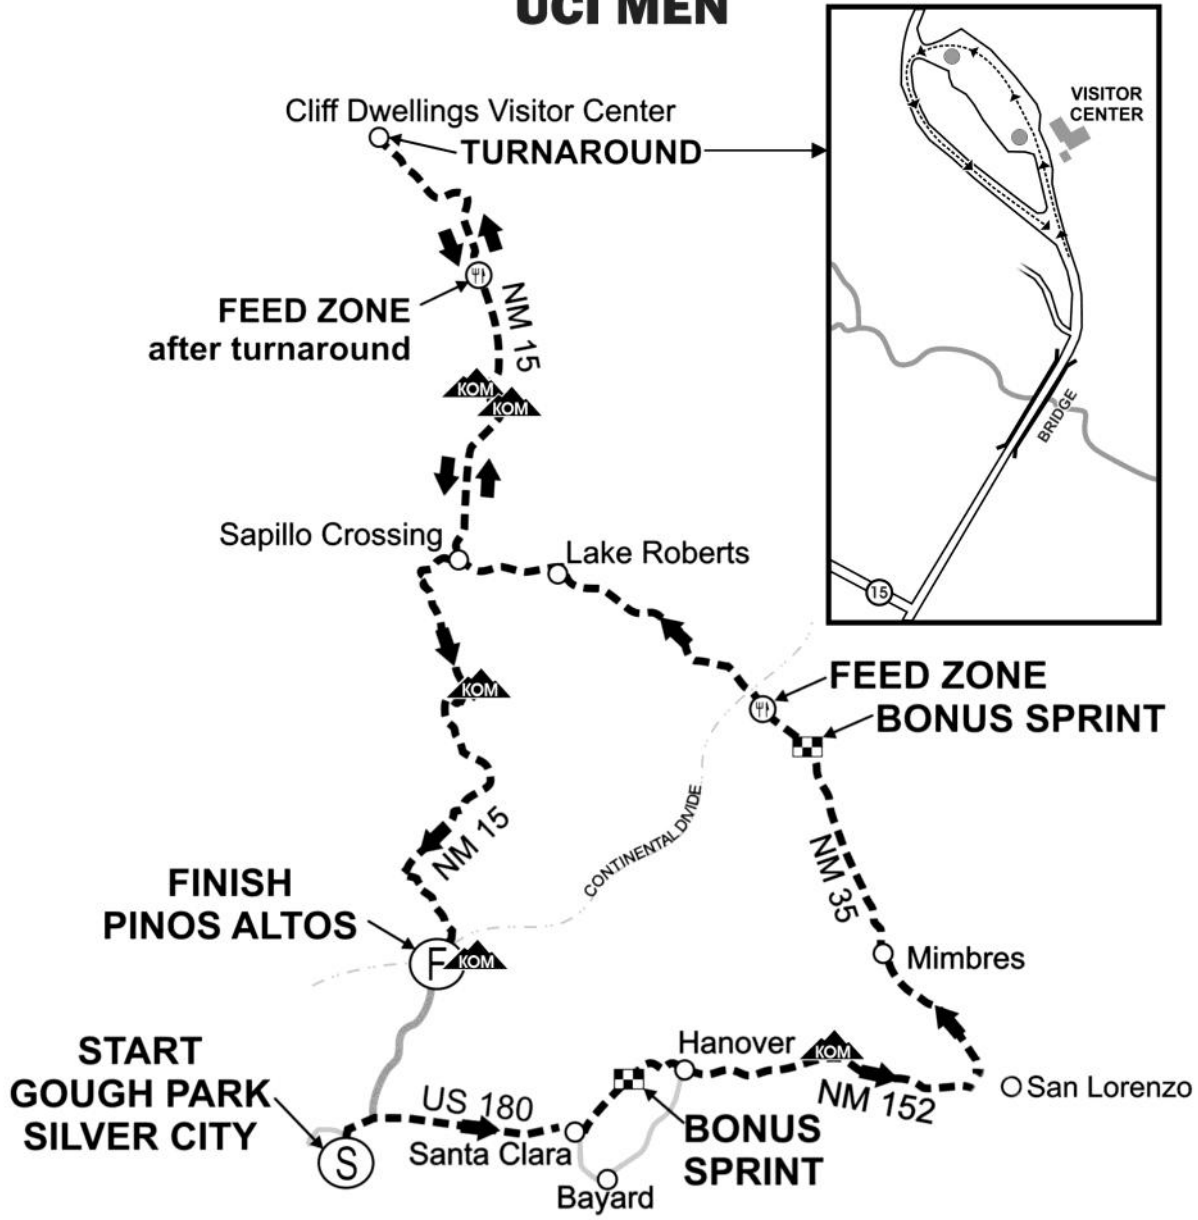 UCI MEN
Cliff Dwellings Visitor Center
TURNAROUND
VISITOR
CENTER
BRIDGE
15
FEED ZONE
after turnaround
NM 15
KOM
KOM
Sapillo Crossing
Lake Roberts
KOM
FEED ZONE
BONUS SPRINT
CONTINENTAL DIVIDE
NM 15
NM 35
FINISH
PINOS ALTOS
F
KOM
Mimbres
START
GOUGH PARK
SILVER CITY
S
US 180
Santa Clara
Bayard
Hanover
KOM
NM 152
San Lorenzo
BONUS
SPRINT